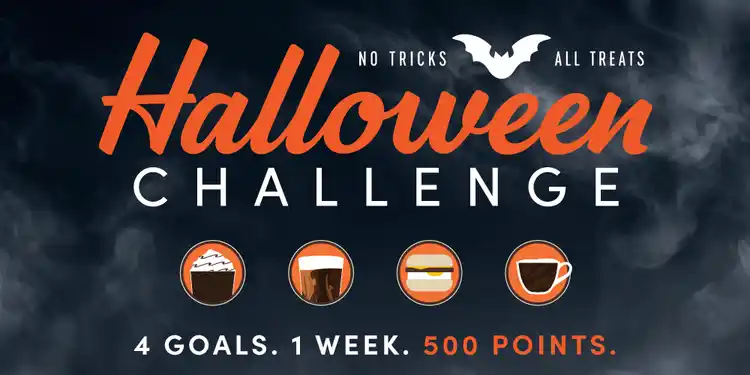 NO TRICKS ALL TREATS
Halloween
CHALLENGE
4 GOALS. 1 WEEK. 500 POINTS.